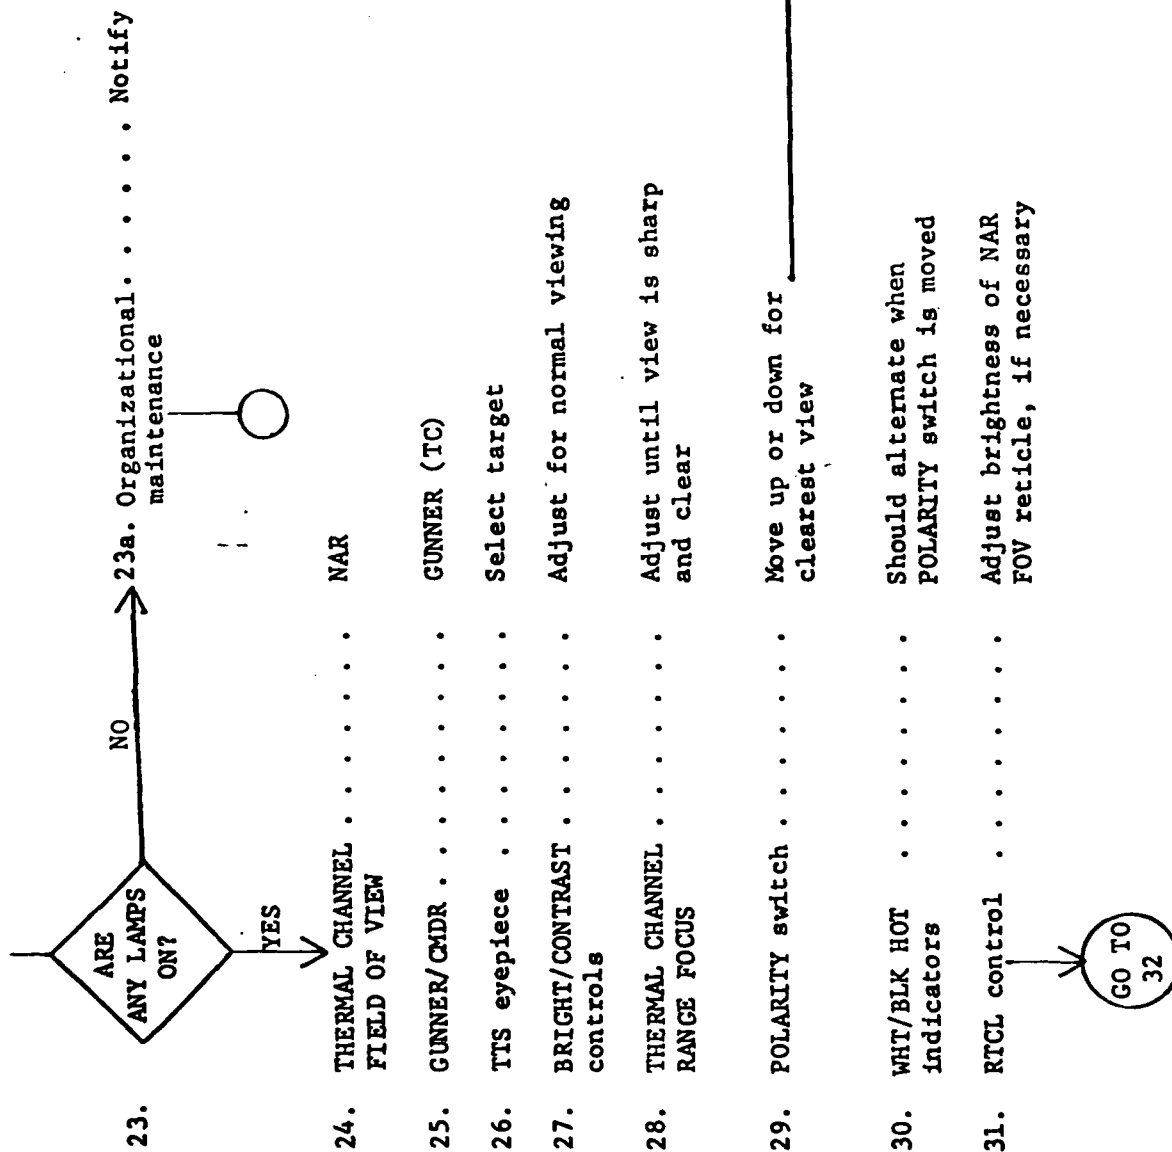 23. ARE ANY LAMPS ON?
NO
YES
23a. Organizational. . . . . . Notify
maintenance
24. THERMAL CHANNEL . . . . . . . NAR
FIELD OF VIEW
25. GUNNER/CMDR . . . . . . . . GUNNER (TC)
26. TTS eyepiece . . . . . . . Select target
27. BRIGHT/CONTRAST . . . . . . . Adjust for normal viewing
controls
28. THERMAL CHANNEL . . . . . . . Adjust until view is sharp
RANGE FOCUS and clear
29. POLARITY switch . . . . . . . Move up or down for
clearest view
30. WHT/BLK HOT . . . . . . . Should alternate when
indicators POLARITY switch is moved
31. RTCL control . . . . . . . Adjust brightness of NAR
FOV reticle, if necessary
GO TO
32